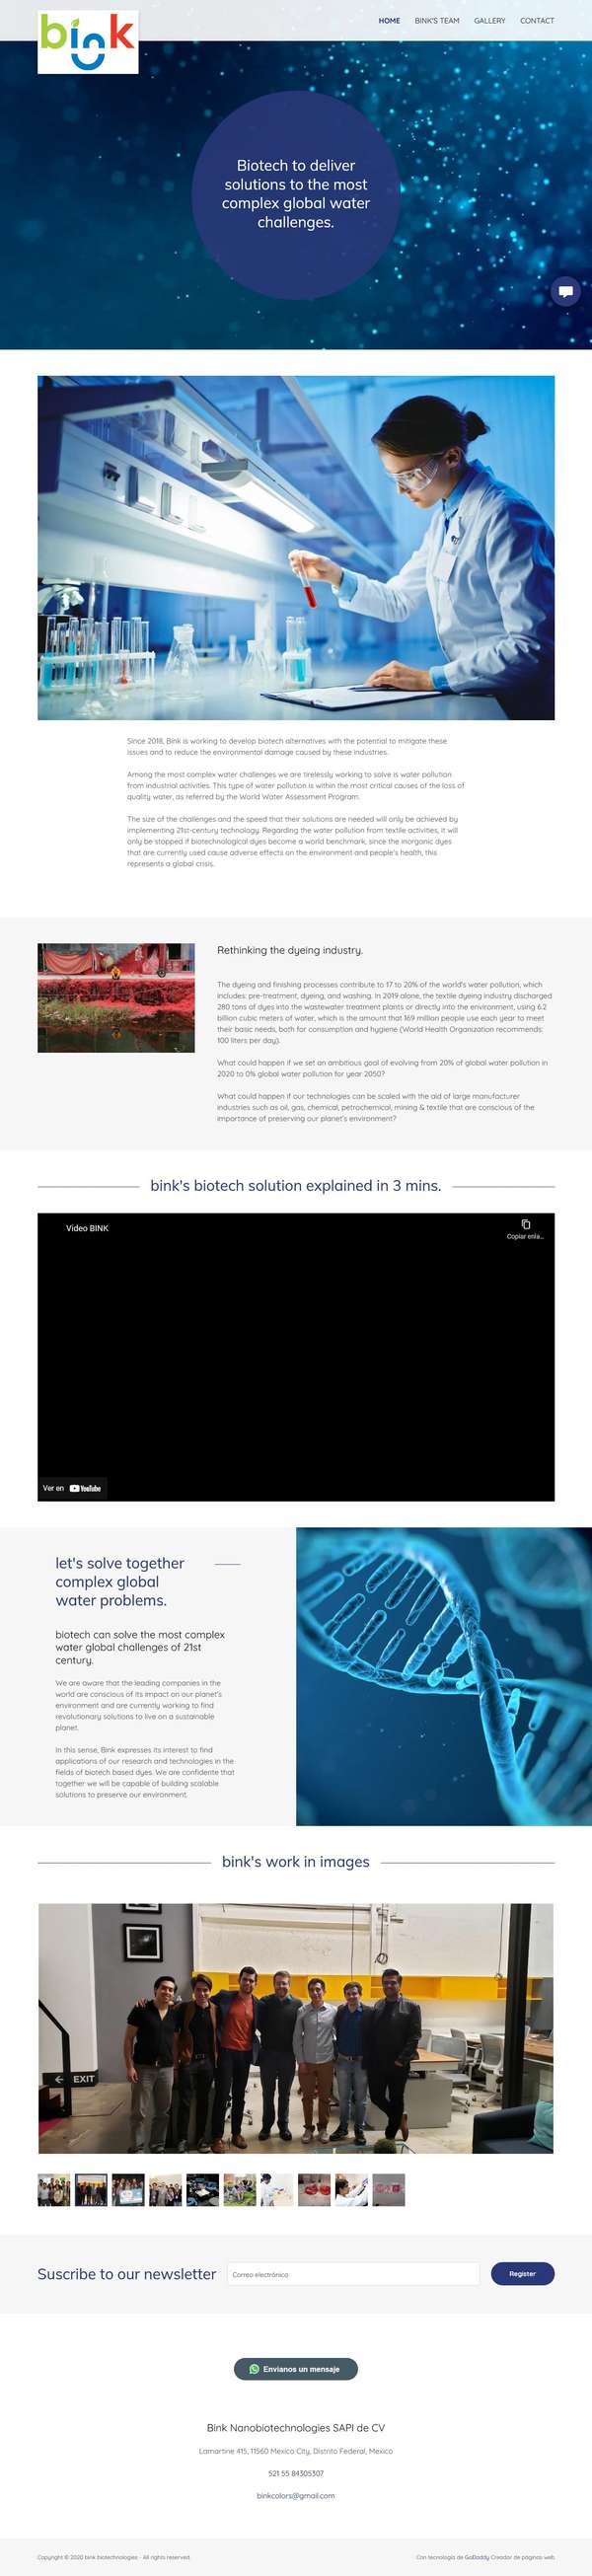 bink
HOME BINK'S TEAM GALLERY CONTACT
Biotech to deliver
solutions to the most
complex global water
challenges.
Since 2018, Bink is working to develop biotech alternatives with the potential to mitigate these
issues and to reduce the environmental damage caused by these industries.
Among the most complex water challenges we are tirelessly working to solve is water pollution
from industrial activities. This type of water pollution is within the most critical causes of the loss of
quality water, as referred by the World Water Assessment Program.
The size of the challenges and the speed that their solutions are needed will only be achieved by
implementing 21st-century technology. Regarding the water pollution from textile activities, it will
only be stopped if biotechnological dyes become a world benchmark, since the inorganic dyes
that are currently used cause adverse effects on the environment and people's health, this
represents a global crisis.
Rethinking the dyeing industry.
The dyeing and finishing processes contribute to 17 to 20% of the world's water pollution, which
includes: pre-treatment, dyeing, and washing. In 2019 alone, the textile dyeing industry discharged
280 tons of dyes into the wastewater treatment plants or directly into the environment, using 6.2
billion cubic meters of water, which is the amount that 169 million people use each year to meet
their basic needs, both for consumption and hygiene (World Health Organization recommends:
100 liters per day).
What could happen if we set an ambitious goal of evolving from 20% of global water pollution in
2020 to 0% global water pollution for year 2050?
What could happen if our technologies can be scaled with the aid of large manufacturer
industries such as oil, gas, chemical, petrochemical, mining & textile that are conscious of the
importance of preserving our planet's environment?
bink's biotech solution explained in 3 mins.
Video BINK
Copiar enla...
Ver en YouTube
let's solve together
complex global
water problems.
biotech can solve the most complex
water global challenges of 21st
century.
We are aware that the leading companies in the
world are conscious of its impact on our planet's
environment and are currently working to find
revolutionary solutions to live on a sustainable
planet.
In this sense, Bink expresses its interest to find
applications of our research and technologies in the
fields of biotech based dyes. We are confidente that
together we will be capable of building scalable
solutions to preserve our environment.
bink's work in images
EXIT
Suscribe to our newsletter
Correo electrónico
Register
Envíanos un mensaje
Bink Nanobiotechnologies SAPI de CV
Lamartine 415, 11560 Mexico City, Distrito Federal, Mexico
521 55 84305307
binkcolors@gmail.com
Copyright © 2020 bink biotechnologies - All rights reserved.
Con tecnología de GoDaddy Creador de páginas web